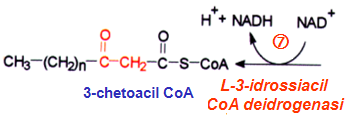 H⁺ + NADH NAD⁺
⑦
O O
CH₃–(CH₂)n–C–CH₂–C–S–CoA
3-chetoacil CoA
L-3-idrossiacil
CoA deidrogenasi